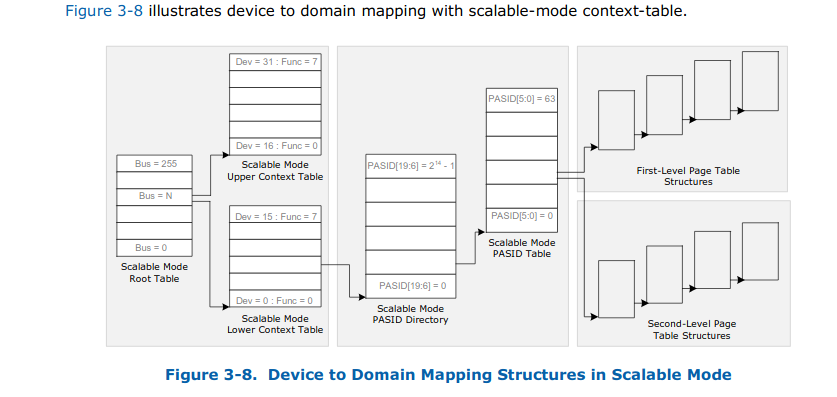 Figure 3-8 illustrates device to domain mapping with scalable-mode context-table.
Dev = 31 : Func = 7
Dev = 16 : Func = 0
Scalable Mode
Upper Context Table
Bus = 255
Bus = N
Bus = 0
Scalable Mode
Root Table
Dev = 15 : Func = 7
Dev = 0 : Func = 0
Scalable Mode
Lower Context Table
PASID[19:6] = 2¹⁴ - 1
PASID[19:6] = 0
Scalable Mode
PASID Directory
PASID[5:0] = 63
PASID[5:0] = 0
Scalable Mode
PASID Table
First-Level Page Table
Structures
Second-Level Page
Table Structures
Figure 3-8. Device to Domain Mapping Structures in Scalable Mode